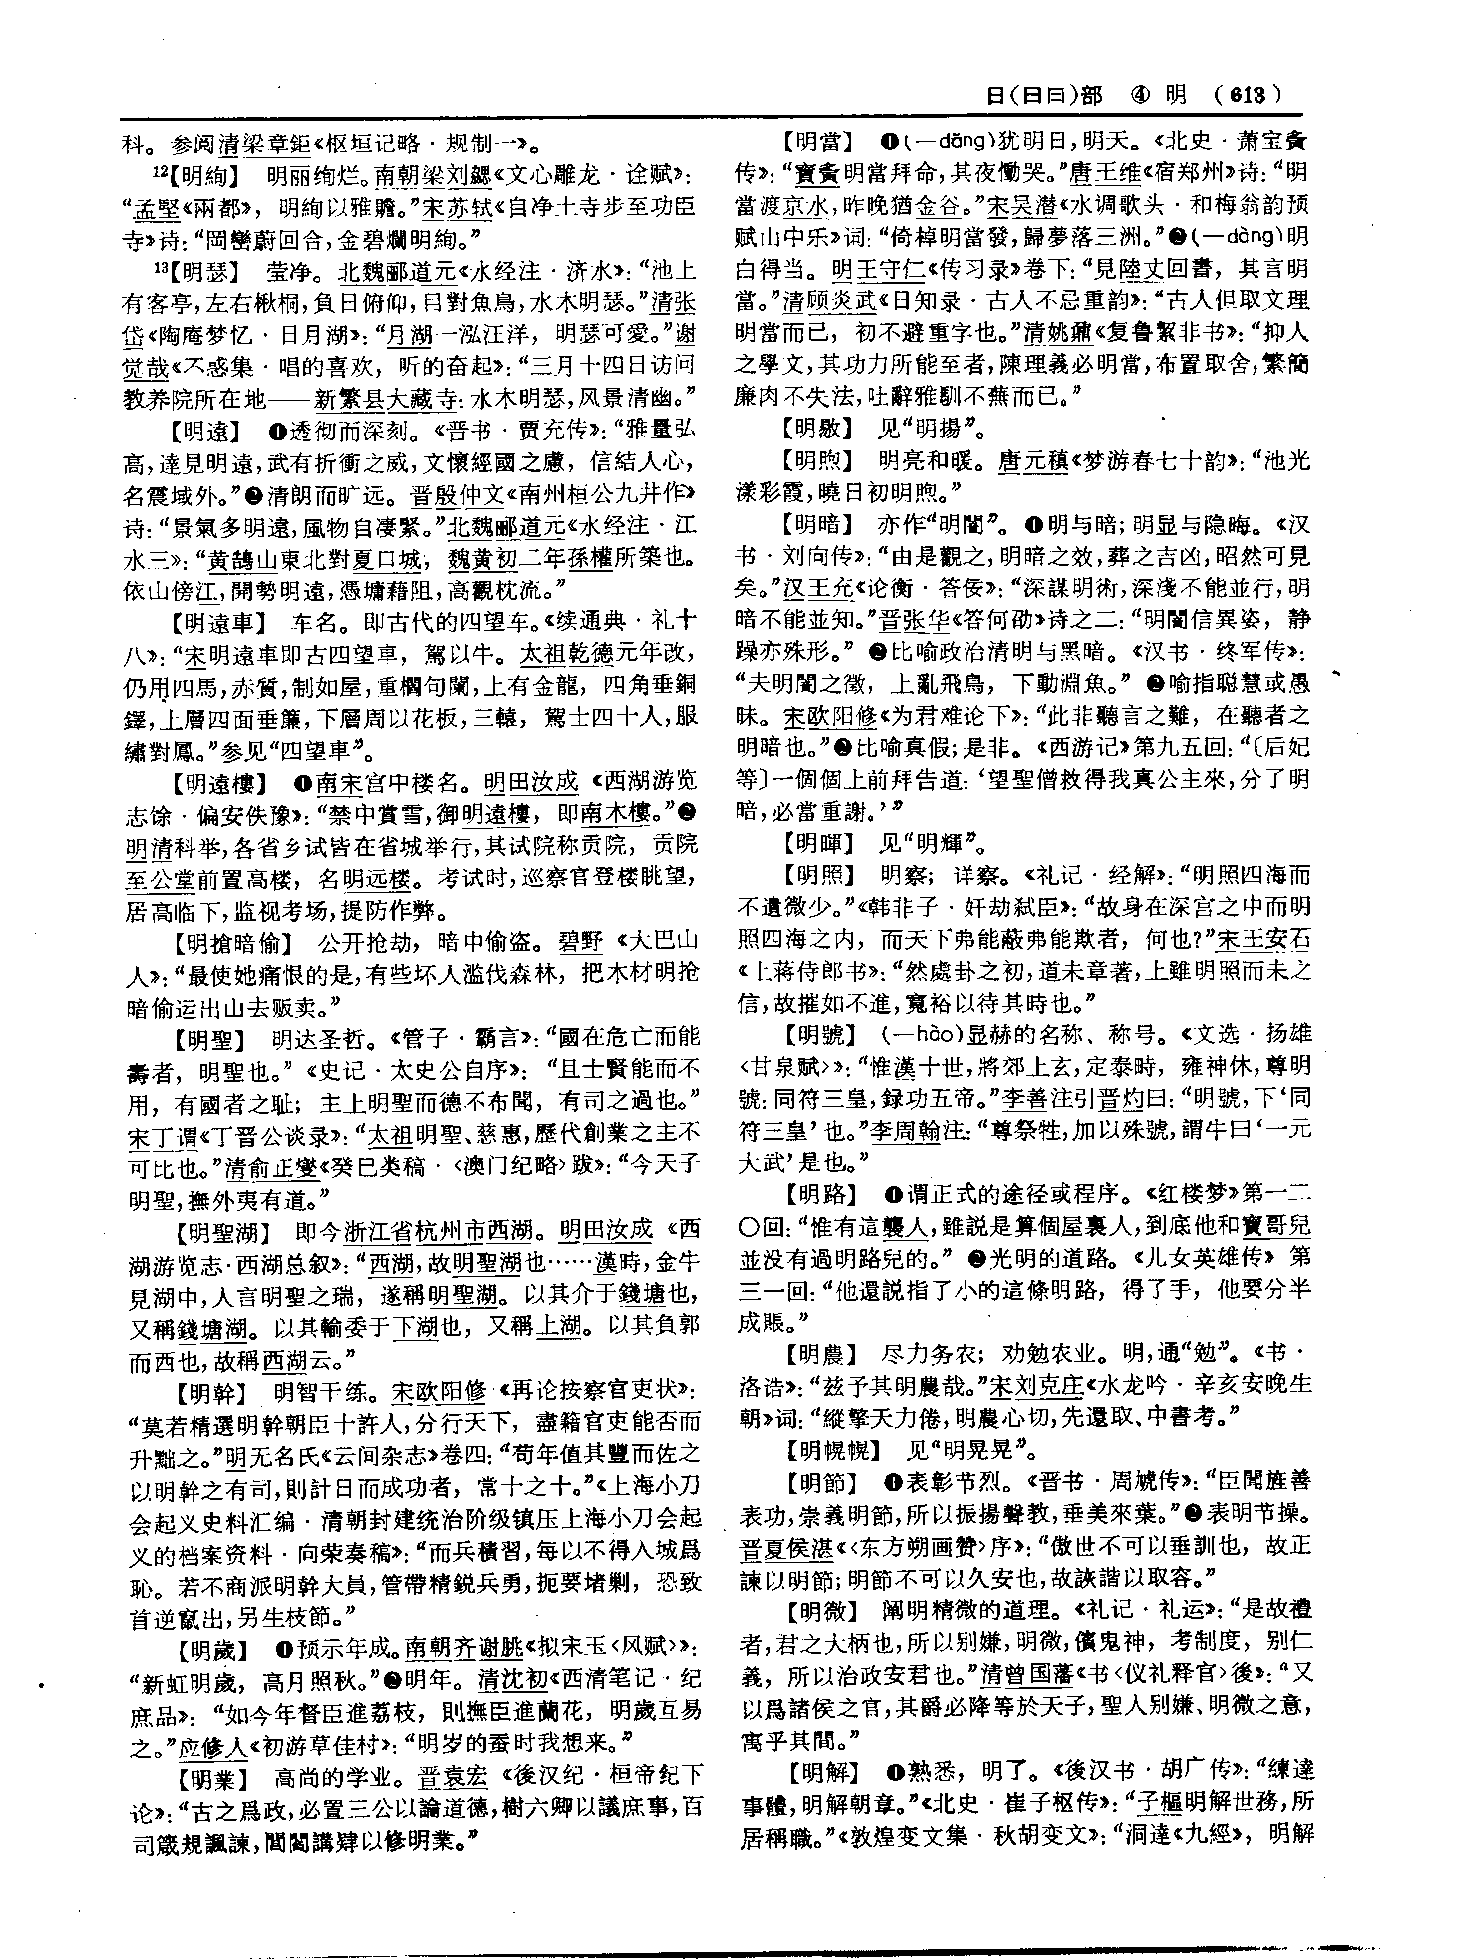 日(日曰)部　④　明　(613)
科。参阅清梁章钜《枢垣记略·规制一》。
¹²【明絢】　明丽绚烂。南朝梁刘勰《文心雕龙·诠赋》：
“孟堅《兩都》，明絢以雅贍。”宋苏轼《自净土寺步至功臣
寺》诗：“岡巒蔚回合，金碧爛明絢。”
¹³【明瑟】　莹净。北魏郦道元《水经注·济水》：“池上
有客亭，左右楸桐，負日俯仰，目對魚鳥，水木明瑟。”清张
岱《陶庵梦忆·日月湖》：“月湖一泓汪洋，明瑟可愛。”谢
觉哉《不惑集·唱的喜欢，听的奋起》：“三月十四日访问
教养院所在地——新繁县大藏寺：水木明瑟，风景清幽。”
【明遠】　❶透彻而深刻。《晋书·贾充传》：“雅量弘
高，達見明遠，武有折衝之威，文懷經國之慮，信結人心，
名震域外。”❷清朗而旷远。晋殷仲文《南州桓公九井作》
诗：“景氣多明遠，風物自凄緊。”北魏郦道元《水经注·江
水三》：“黄鵠山東北對夏口城，魏黄初二年孫權所築也。
依山傍江，開勢明遠，憑墉藉阻，高觀枕流。”
【明遠車】　车名。即古代的四望车。《续通典·礼十
八》：“宋明遠車即古四望車，駕以牛。太祖乾德元年改，
仍用四馬，赤質，制如屋，重欄句闌，上有金龍，四角垂銅
鐸，上層四面垂簾，下層周以花板，三轅，駕士四十人，服
繡對鳳。”参见“四望車”。
【明遠樓】　❶南宋宫中楼名。明田汝成《西湖游览
志馀·偏安佚豫》：“禁中賞雪，御明遠樓，即南木樓。”❷
明清科举，各省乡试皆在省城举行，其试院称贡院，贡院
至公堂前置高楼，名明远楼。考试时，巡察官登楼眺望，
居高临下，监视考场，提防作弊。
【明搶暗偷】　公开抢劫，暗中偷盗。碧野《大巴山
人》：“最使她痛恨的是，有些坏人滥伐森林，把木材明抢
暗偷运出山去贩卖。”
【明聖】　明达圣哲。《管子·霸言》：“國在危亡而能
壽者，明聖也。”《史记·太史公自序》：“且士賢能而不
用，有國者之耻；主上明聖而德不布聞，有司之過也。”
宋丁谓《丁晋公谈录》：“太祖明聖、慈惠，歷代創業之主不
可比也。”清俞正燮《癸巳类稿·〈澳门纪略〉跋》：“今天子
明聖，撫外夷有道。”
【明聖湖】　即今浙江省杭州市西湖。明田汝成《西
湖游览志·西湖总叙》：“西湖，故明聖湖也……漢時，金牛
見湖中，人言明聖之瑞，遂稱明聖湖。以其介于錢塘也，
又稱錢塘湖。以其輸委于下湖也，又稱上湖。以其負郭
而西也，故稱西湖云。”
【明幹】　明智干练。宋欧阳修《再论按察官吏状》：
“莫若精選明幹朝臣十許人，分行天下，盡籍官吏能否而
升黜之。”明无名氏《云间杂志》卷四：“苟年值其豐而佐之
以明幹之有司，則計日而成功者，常十之十。”《上海小刀
会起义史料汇编·清朝封建统治阶级镇压上海小刀会起
义的档案资料·向荣奏稿》：“而兵積習，每以不得入城爲
恥。若不商派明幹大員，管帶精鋭兵勇，扼要堵剿，恐致
首逆竄出，另生枝節。”
【明歲】　❶预示年成。南朝齐谢朓《拟宋玉〈风赋〉》：
“新虹明歲，高月照秋。”❷明年。清沈初《西清笔记·纪
庶品》：“如今年督臣進荔枝，則撫臣進蘭花，明歲互易
之。”应修人《初游草佳村》：“明岁的蚕时我想来。”
【明業】　高尚的学业。晋袁宏《後汉纪·桓帝纪下
论》：“古之爲政，必置三公以論道德，樹六卿以議庶事，百
司箴規諷諫，閭閻講肄以修明業。”
【明當】　❶(—dāng)犹明日，明天。《北史·萧宝夤
传》：“寶夤明當拜命，其夜慟哭。”唐王维《宿郑州》诗：“明
當渡京水，昨晚猶金谷。”宋吴潜《水调歌头·和梅翁韵预
赋山中乐》词：“倚棹明當發，歸夢落三洲。”❷(—dàng)明
白得当。明王守仁《传习录》卷下：“見陸丈回書，其言明
當。”清顾炎武《日知录·古人不忌重韵》：“古人但取文理
明當而已，初不避重字也。”清姚鼐《复鲁絜非书》：“抑人
之學文，其功力所能至者，陳理義必明當，布置取舍，繁簡
廉肉不失法，吐辭雅馴不蕪而已。”
【明敭】　见“明揚”。
【明煦】　明亮和暖。唐元稹《梦游春七十韵》：“池光
漾彩霞，曉日初明煦。”
【明暗】　亦作“明闇”。❶明与暗；明显与隐晦。《汉
书·刘向传》：“由是觀之，明暗之效，葬之吉凶，昭然可見
矣。”汉王充《论衡·答佞》：“深謀明術，深淺不能並行，明
暗不能並知。”晋张华《答何劭》诗之二：“明闇信異姿，静
躁亦殊形。”❷比喻政治清明与黑暗。《汉书·终军传》：
“夫明闇之徵，上亂飛鳥，下動淵魚。”❷喻指聪慧或愚
昧。宋欧阳修《为君难论下》：“此非聽言之難，在聽者之
明暗也。”❷比喻真假；是非。《西游记》第九五回：“〔后妃
等〕一個個上前拜告道：‘望聖僧救得我真公主來，分了明
暗，必當重謝。’”
【明暉】　见“明輝”。
【明照】　明察；详察。《礼记·经解》：“明照四海而
不遺微少。”《韩非子·奸劫弑臣》：“故身在深宫之中而明
照四海之内，而天下弗能蔽弗能欺者，何也？”宋王安石
《上蒋侍郎书》：“然處卦之初，道未章著，上雖明照而未之
信，故摧如不進，寬裕以待其時也。”
【明號】　(—hào)显赫的名称、称号。《文选·扬雄
〈甘泉赋〉》：“惟漢十世，將郊上玄，定泰畤，雍神休，尊明
號：同符三皇，録功五帝。”李善注引晋灼曰：“明號，下‘同
符三皇’也。”李周翰注：“尊祭牲，加以殊號，謂牛曰‘一元
大武’是也。”
【明路】　❶谓正式的途径或程序。《红楼梦》第一二
〇回：“惟有這襲人，雖説是算個屋裏人，到底他和寶哥兒
並没有過明路兒的。”❷光明的道路。《儿女英雄传》第
三一回：“他還説指了小的這條明路，得了手，他要分半
成賬。”
【明農】　尽力务农；劝勉农业。明，通“勉”。《书·
洛诰》：“兹予其明農哉。”宋刘克庄《水龙吟·辛亥安晚生
朝》词：“縱擎天力倦，明農心切，先還取、中書考。”
【明幌幌】　见“明晃晃”。
【明節】　❶表彰节烈。《晋书·周虓传》：“臣聞旌善
表功，崇義明節，所以振揚聲教，垂美來葉。”❷表明节操。
晋夏侯湛《〈东方朔画赞〉序》：“傲世不可以垂訓也，故正
諫以明節；明節不可以久安也，故詼諧以取容。”
【明微】　阐明精微的道理。《礼记·礼运》：“是故禮
者，君之大柄也，所以别嫌，明微，儐鬼神，考制度，别仁
義，所以治政安君也。”清曾国藩《书〈仪礼释官〉後》：“又
以爲諸侯之官，其爵必降等於天子，聖人别嫌、明微之意，
寓乎其間。”
【明解】　❶熟悉，明了。《後汉书·胡广传》：“練達
事體，明解朝章。”《北史·崔子枢传》：“子樞明解世務，所
居稱職。”《敦煌变文集·秋胡变文》：“洞達《九經》，明解